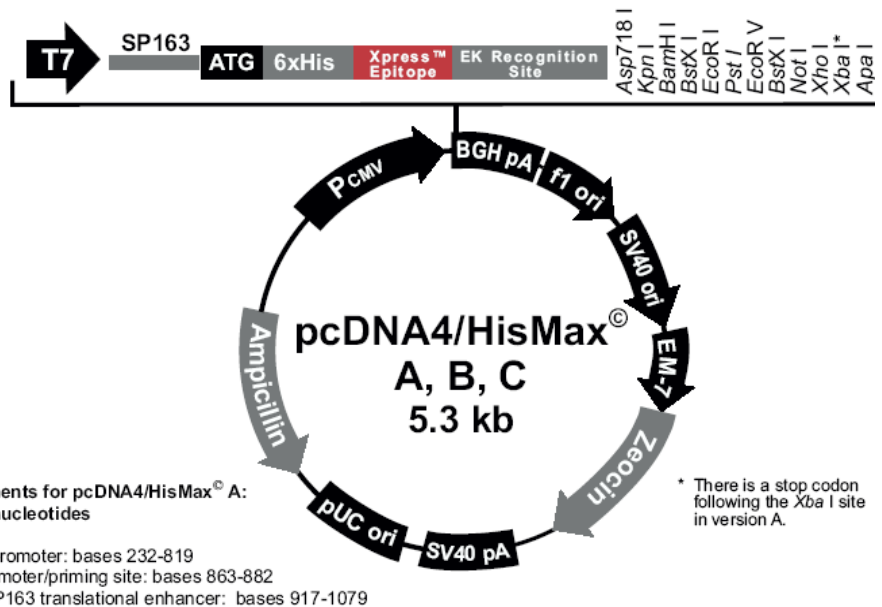 T7
SP163
ATG
6xHis
Xpress™
Epitope
EK Recognition
Site
Asp718 I
Kpn I
BamH I
BstX I
EcoR I
Pst I
EcoR V
BstX I
Not I
Xho I
Xba I*
Apa I
PCMV
BGH pA
f1 ori
SV40 ori
EM-7
Zeocin
SV40 pA
pUC ori
Ampicillin
pcDNA4/HisMax©
A, B, C
5.3 kb
* There is a stop codon
following the Xba I site
in version A.
ents for pcDNA4/HisMax© A:
nucleotides
romoter: bases 232-819
moter/priming site: bases 863-882
P163 translational enhancer: bases 917-1079